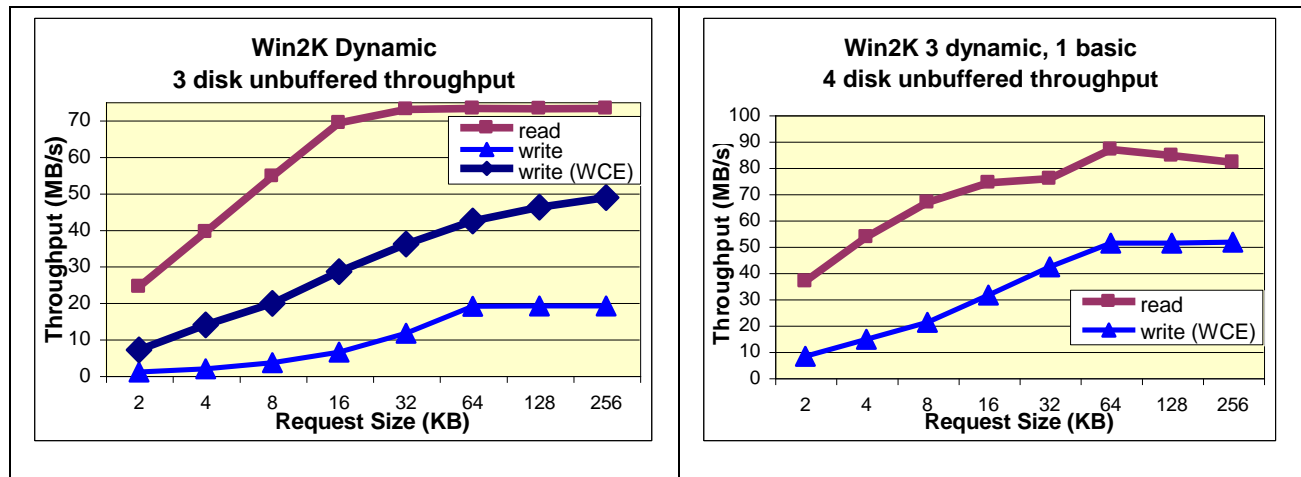 Win2K Dynamic
3 disk unbuffered throughput
Throughput (MB/s)
70
60
50
40
30
20
10
0
read
write
write (WCE)
2 4 8 16 32 64 128 256
Request Size (KB)
Win2K 3 dynamic, 1 basic
4 disk unbuffered throughput
Throughput (MB/s)
100
90
80
70
60
50
40
30
20
10
0
read
write (WCE)
2 4 8 16 32 64 128 256
Request Size (KB)